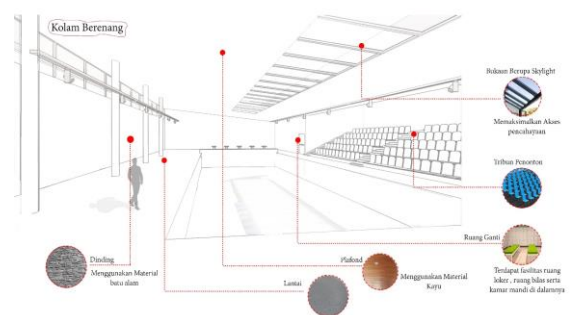 Kolam Berenang
Bukaan Berupa Skylight
Memaksimalkan Akses
pencahayaan
Tribun Penonton
Ruang Ganti
Terdapat fasilitas ruang
loker , ruang bilas serta
kamar mandi di dalamnya
Dinding
Menggunakan Material
batu alam
Plafond
Menggunakan Material
Kayu
Lantai